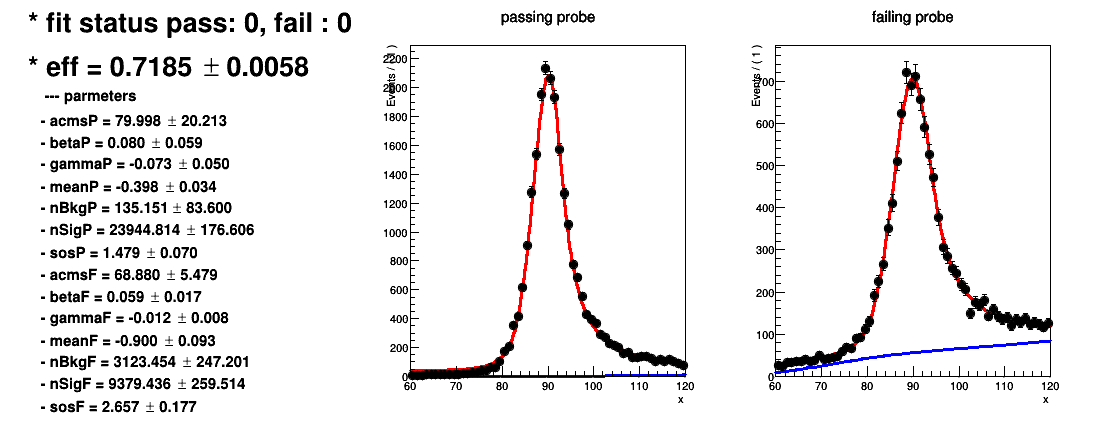 * fit status pass: 0, fail : 0
* eff = 0.7185 ± 0.0058
--- parmeters
- acmsP = 79.998 ± 20.213
- betaP = 0.080 ± 0.059
- gammaP = -0.073 ± 0.050
- meanP = -0.398 ± 0.034
- nBkgP = 135.151 ± 83.600
- nSigP = 23944.814 ± 176.606
- sosP = 1.479 ± 0.070
- acmsF = 68.880 ± 5.479
- betaF = 0.059 ± 0.017
- gammaF = -0.012 ± 0.008
- meanF = -0.900 ± 0.093
- nBkgF = 3123.454 ± 247.201
- nSigF = 9379.436 ± 259.514
- sosF = 2.657 ± 0.177
passing probe
Events / ( 1 )
2200
2000
1800
1600
1400
1200
1000
800
600
400
200
0
60 70 80 90 100 110 120
x
failing probe
Events / ( 1 )
700
600
500
400
300
200
100
0
60 70 80 90 100 110 120
x